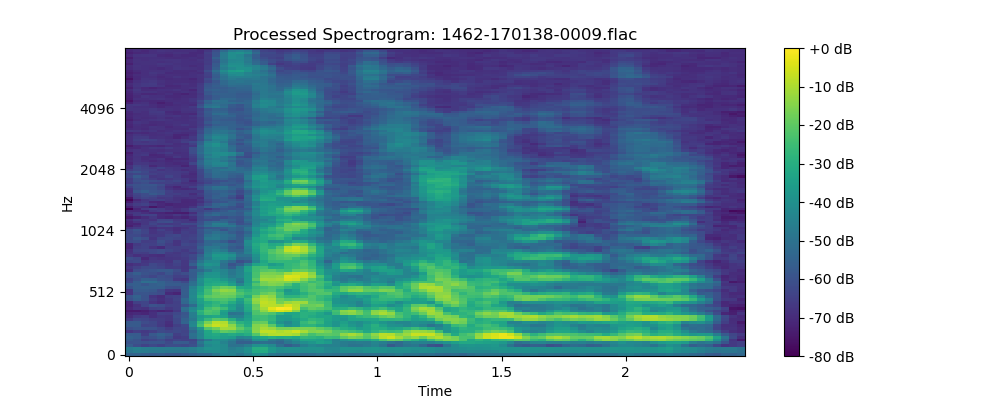 Processed Spectrogram: 1462-170138-0009.flac
Hz
4096
2048
1024
512
0
0
0.5
1
1.5
2
Time
+0 dB
-10 dB
-20 dB
-30 dB
-40 dB
-50 dB
-60 dB
-70 dB
-80 dB